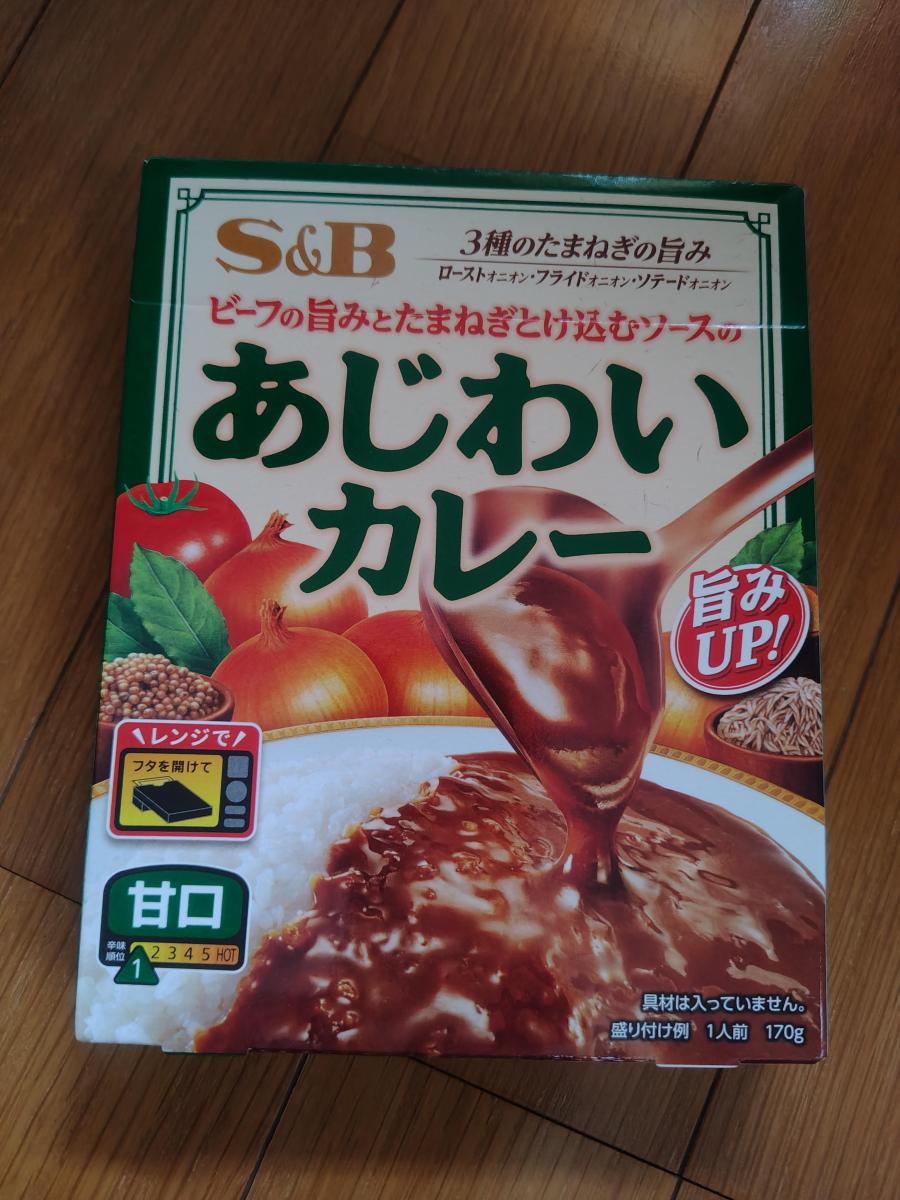 S&B
3種のたまねぎの旨み
ローストオニオン・フライドオニオン・ソテードオニオン
ビーフの旨みとたまねぎとけ込むソースの
あじわい
カレー
旨み
UP!
レンジで
フタを開けて
甘口
辛味
順位
1 2 3 4 5 HOT
具材は入っていません。
盛り付け例 1人前 170g